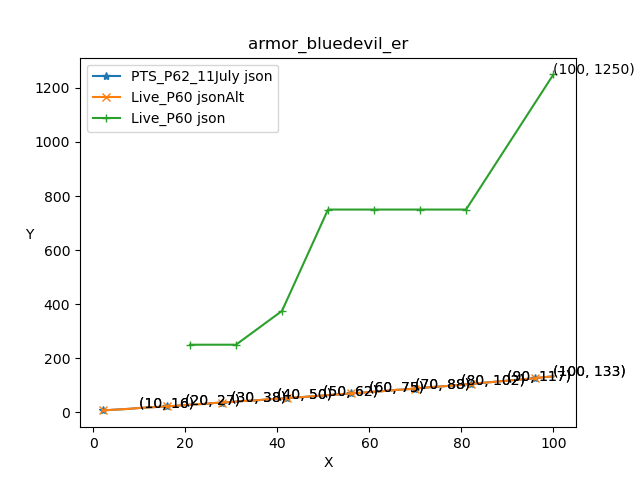 armor_bluedevil_er
PTS_P62_11July json
Live_P60 jsonAlt
Live_P60 json
(100, 1250)
1200
1000
800
600
400
200
0
Y
(10, 16)
(20, 27)
(30, 38)
(40, 50)
(50, 62)
(60, 75)
(70, 88)
(80, 102)
(90, 117)
(100, 133)
0 20 40 60 80 100
X